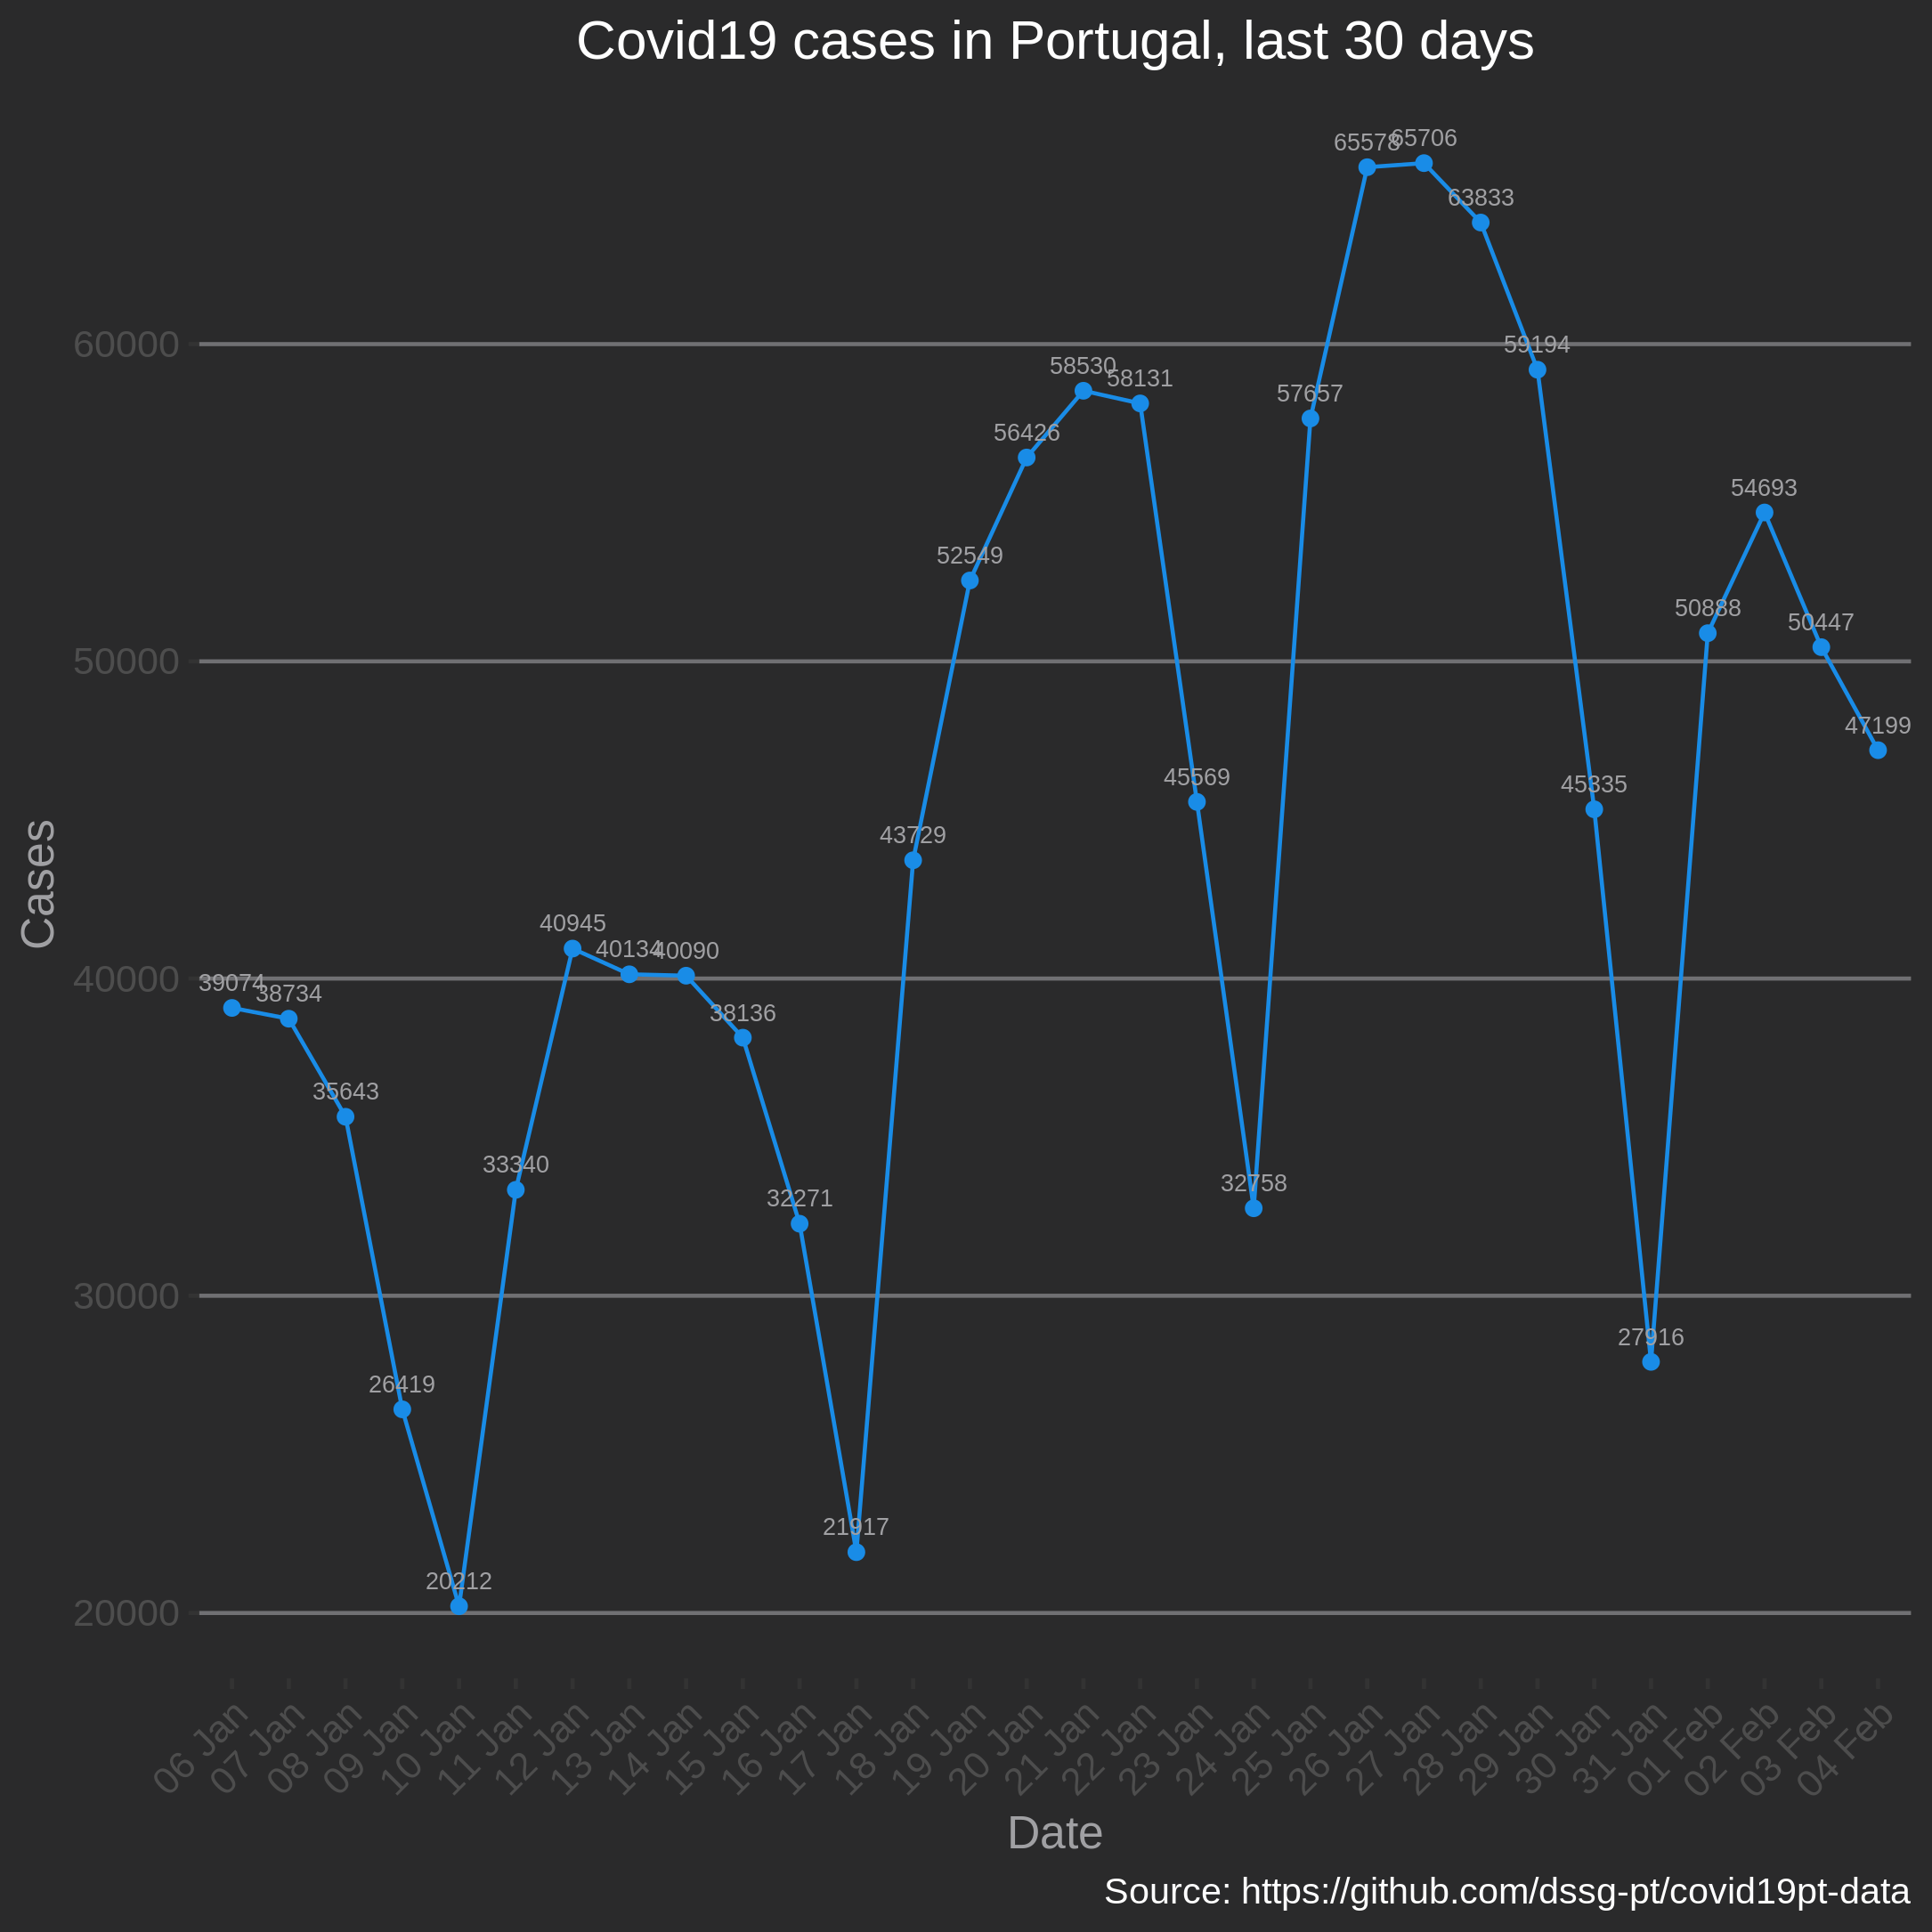 Covid19 cases in Portugal, last 30 days
Cases
60000
50000
40000
30000
20000
39074
38734
35643
26419
20212
33340
40945
40134
40090
38136
32271
21917
43729
52549
56426
58530
58131
45569
32758
57657
65578
65706
63833
59194
45335
27916
50888
54693
50447
47199
06 Jan
07 Jan
08 Jan
09 Jan
10 Jan
11 Jan
12 Jan
13 Jan
14 Jan
15 Jan
16 Jan
17 Jan
18 Jan
19 Jan
20 Jan
21 Jan
22 Jan
23 Jan
24 Jan
25 Jan
26 Jan
27 Jan
28 Jan
29 Jan
30 Jan
31 Jan
01 Feb
02 Feb
03 Feb
04 Feb
Date
Source: https://github.com/dssg-pt/covid19pt-data